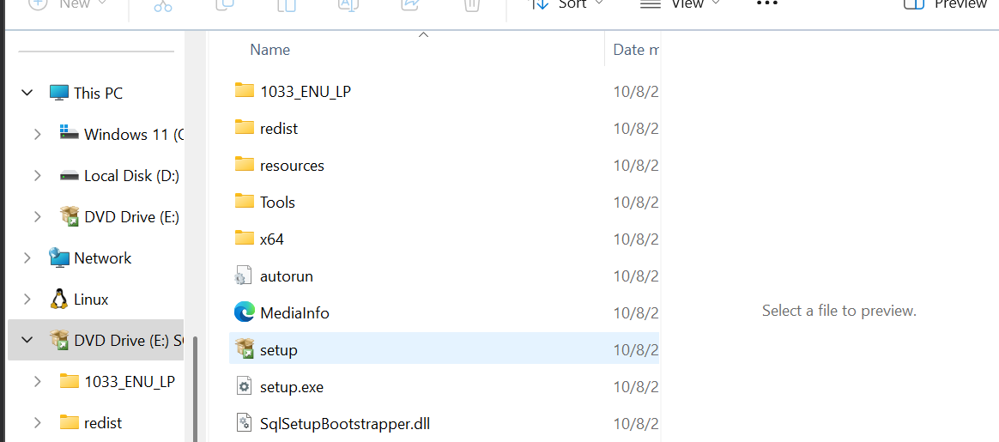 New
Sort
View
Preview
Name
Date m
This PC
Windows 11 (C
Local Disk (D:)
DVD Drive (E:)
Network
Linux
DVD Drive (E:) S
1033_ENU_LP
redist
1033_ENU_LP 10/8/2
redist 10/8/2
resources 10/8/2
Tools 10/8/2
x64 10/8/2
autorun 10/8/2
MediaInfo 10/8/2
setup 10/8/2
setup.exe 10/8/2
SqlSetupBootstrapper.dll 10/8/2
Select a file to preview.